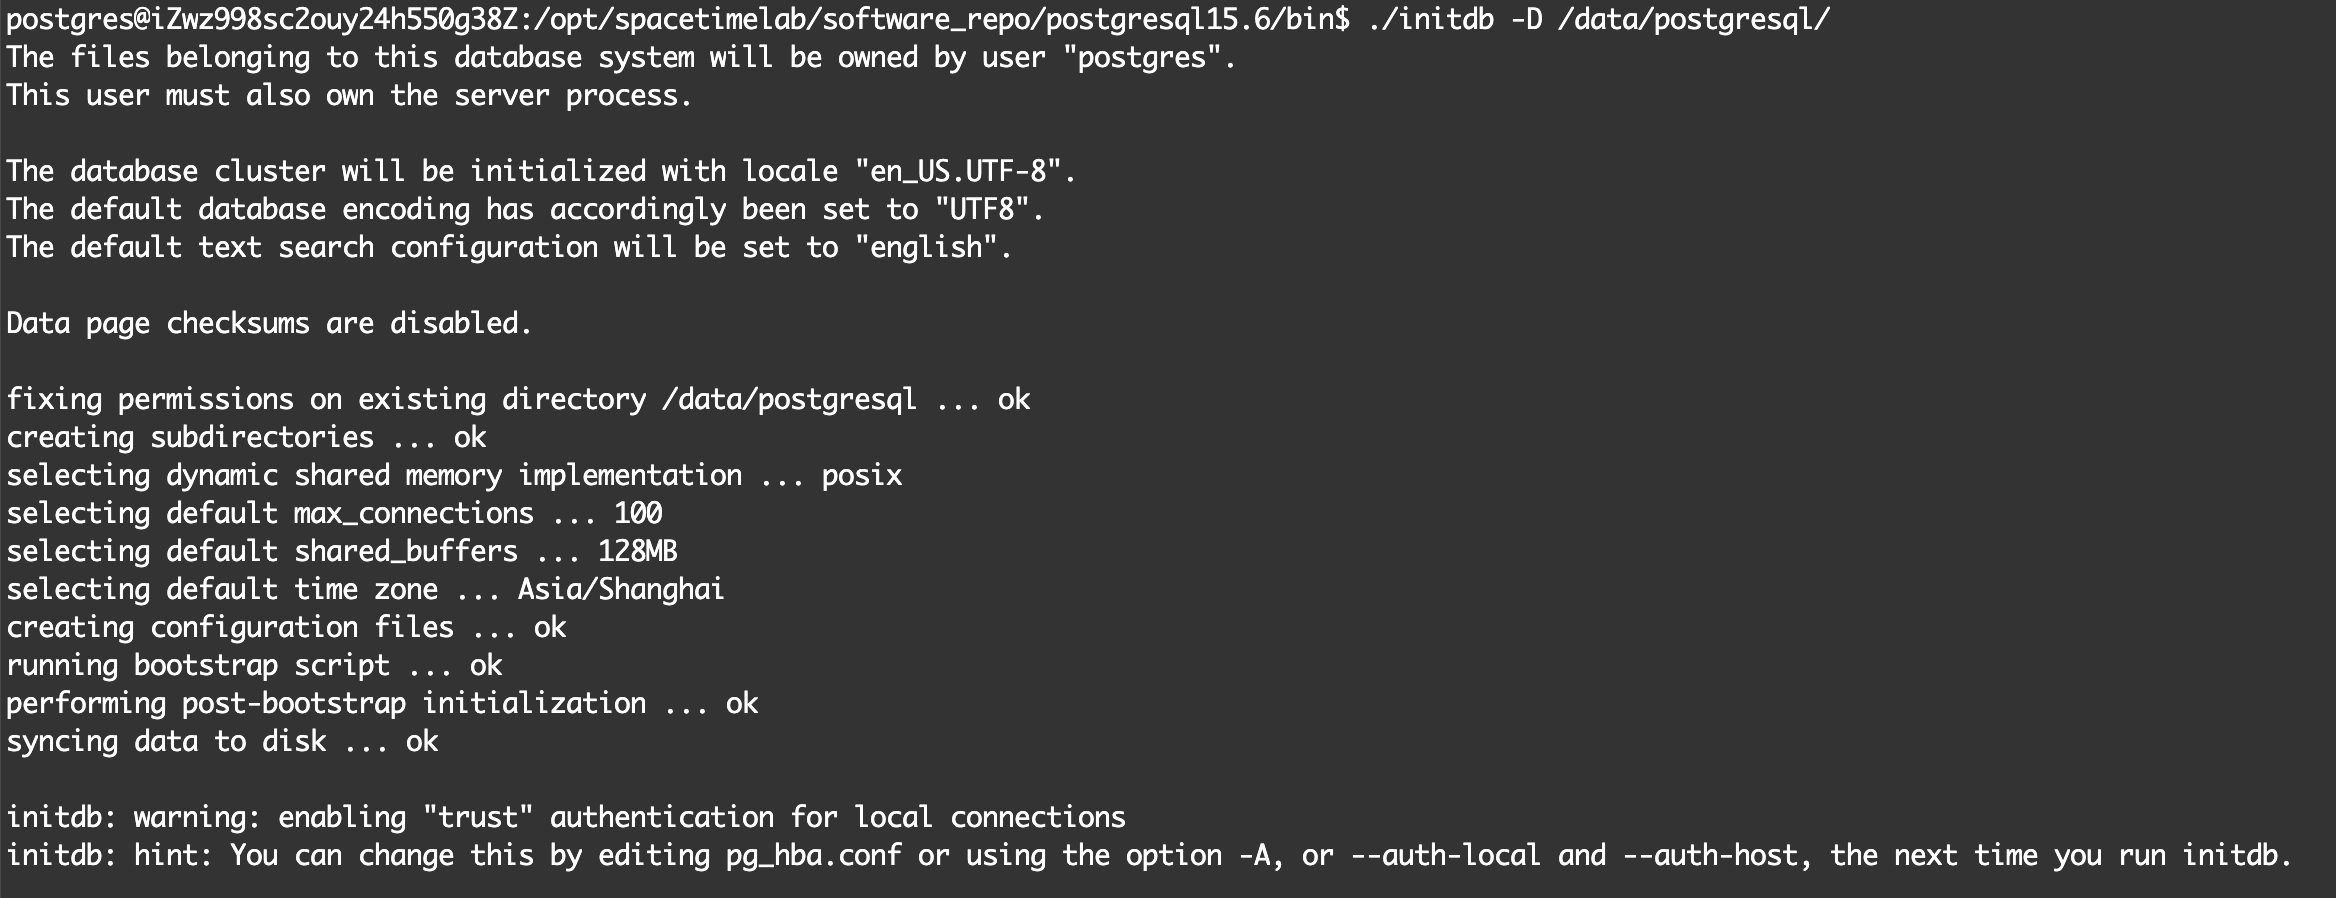 postgres@iZwz998sc2ouy24h550g38Z:/opt/spacetimelab/software_repo/postgresql15.6/bin$ ./initdb -D /data/postgresql/
The files belonging to this database system will be owned by user "postgres".
This user must also own the server process.

The database cluster will be initialized with locale "en_US.UTF-8".
The default database encoding has accordingly been set to "UTF8".
The default text search configuration will be set to "english".

Data page checksums are disabled.

fixing permissions on existing directory /data/postgresql ... ok
creating subdirectories ... ok
selecting dynamic shared memory implementation ... posix
selecting default max_connections ... 100
selecting default shared_buffers ... 128MB
selecting default time zone ... Asia/Shanghai
creating configuration files ... ok
running bootstrap script ... ok
performing post-bootstrap initialization ... ok
syncing data to disk ... ok

initdb: warning: enabling "trust" authentication for local connections
initdb: hint: You can change this by editing pg_hba.conf or using the option -A, or --auth-local and --auth-host, the next time you run initdb.